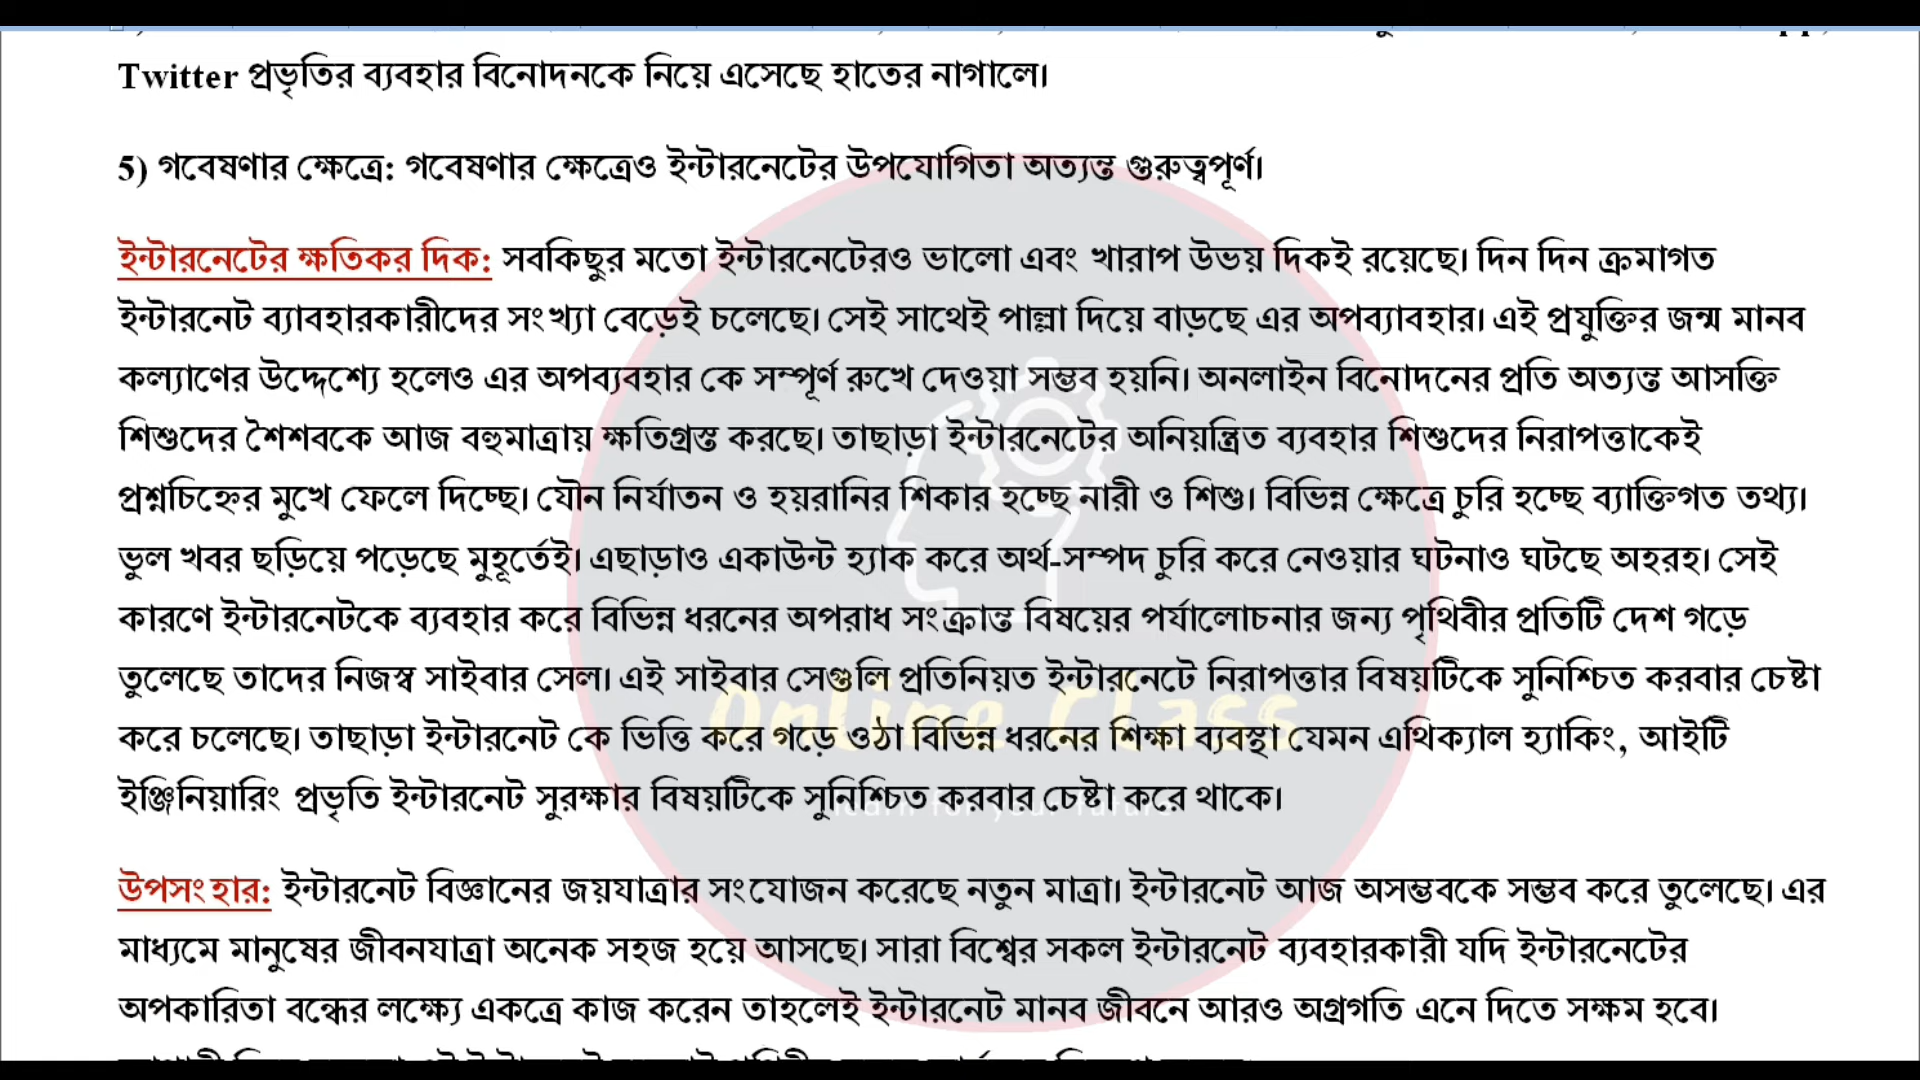 Twitter প্রভৃতির ব্যবহার বিনোদনকে নিয়ে এসেছে হাতের নাগালে।
5) গবেষণার ক্ষেত্রে: গবেষণার ক্ষেত্রেও ইন্টারনেটের উপযোগিতা অত্যন্ত গুরুত্বপূর্ণ।
ইন্টারনেটের ক্ষতিকর দিক: সবকিছুর মতো ইন্টারনেটেরও ভালো এবং খারাপ উভয় দিকই রয়েছে। দিন দিন ক্রমাগত
ইন্টারনেট ব্যাবহারকারীদের সংখ্যা বেড়েই চলেছে। সেই সাথেই পাল্লা দিয়ে বাড়ছে এর অপব্যাবহার। এই প্রযুক্তির জন্ম মানব
কল্যাণের উদ্দেশ্যে হলেও এর অপব্যবহার কে সম্পূর্ণ রুখে দেওয়া সম্ভব হয়নি। অনলাইন বিনোদনের প্রতি অত্যন্ত আসক্তি
শিশুদের শৈশবকে আজ বহুমাত্রায় ক্ষতিগ্রস্ত করছে। তাছাড়া ইন্টারনেটের অনিয়ন্ত্রিত ব্যবহার শিশুদের নিরাপত্তাকেই
প্রশ্নচিহ্নের মুখে ফেলে দিচ্ছে। যৌন নির্যাতন ও হয়রানির শিকার হচ্ছে নারী ও শিশু। বিভিন্ন ক্ষেত্রে চুরি হচ্ছে ব্যাক্তিগত তথ্য।
ভুল খবর ছড়িয়ে পড়েছে মুহূর্তেই। এছাড়াও একাউন্ট হ্যাক করে অর্থ-সম্পদ চুরি করে নেওয়ার ঘটনাও ঘটছে অহরহ। সেই
কারণে ইন্টারনেটকে ব্যবহার করে বিভিন্ন ধরনের অপরাধ সংক্রান্ত বিষয়ের পর্যালোচনার জন্য পৃথিবীর প্রতিটি দেশ গড়ে
তুলেছে তাদের নিজস্ব সাইবার সেল। এই সাইবার সেগুলি প্রতিনিয়ত ইন্টারনেটে নিরাপত্তার বিষয়টিকে সুনিশ্চিত করবার চেষ্টা
করে চলেছে। তাছাড়া ইন্টারনেট কে ভিত্তি করে গড়ে ওঠা বিভিন্ন ধরনের শিক্ষা ব্যবস্থা যেমন এথিক্যাল হ্যাকিং, আইটি
ইঞ্জিনিয়ারিং প্রভৃতি ইন্টারনেট সুরক্ষার বিষয়টিকে সুনিশ্চিত করবার চেষ্টা করে থাকে।
উপসংহার: ইন্টারনেট বিজ্ঞানের জয়যাত্রার সংযোজন করেছে নতুন মাত্রা। ইন্টারনেট আজ অসম্ভবকে সম্ভব করে তুলেছে। এর
মাধ্যমে মানুষের জীবনযাত্রা অনেক সহজ হয়ে আসছে। সারা বিশ্বের সকল ইন্টারনেট ব্যবহারকারী যদি ইন্টারনেটের
অপকারিতা বন্ধের লক্ষ্যে একত্রে কাজ করেন তাহলেই ইন্টারনেট মানব জীবনে আরও অগ্রগতি এনে দিতে সক্ষম হবে।
Online Class
learn for your future